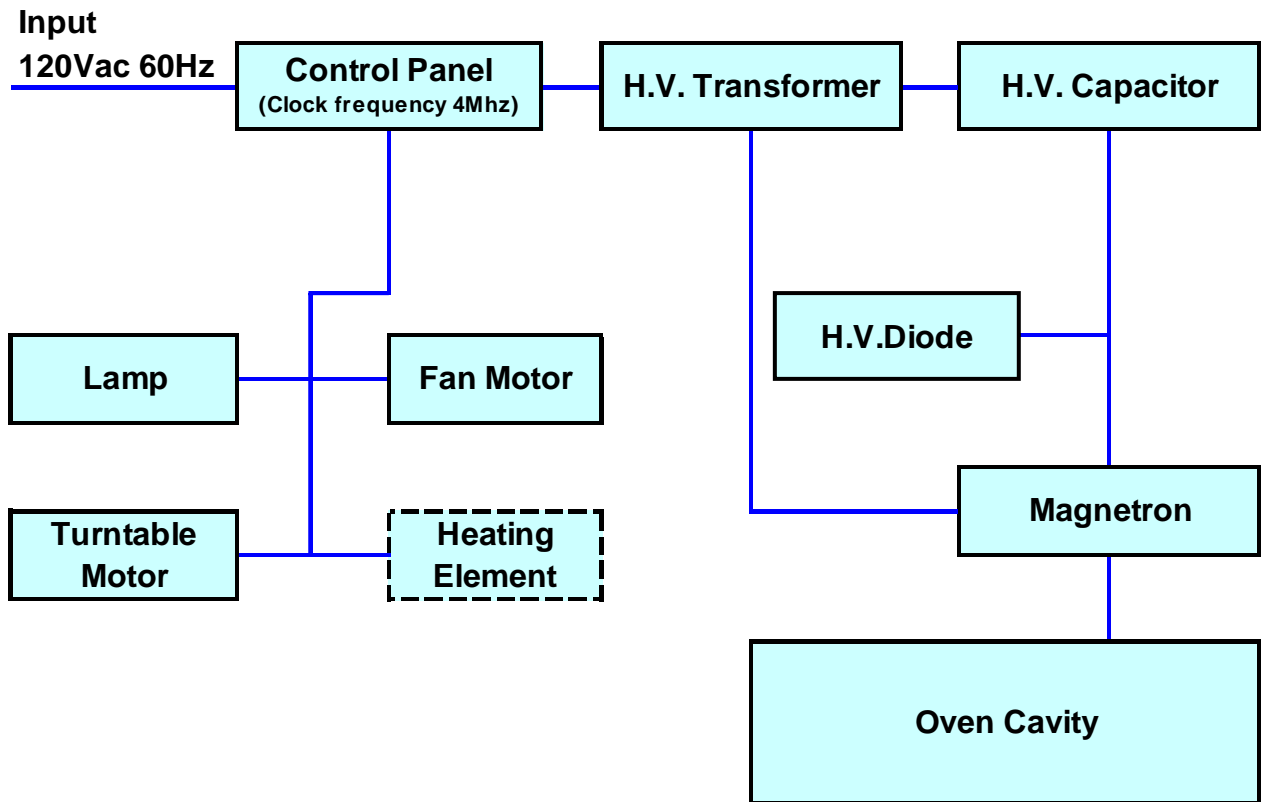 Input
120Vac 60Hz
Control Panel
(Clock frequency 4Mhz)
H.V. Transformer
H.V. Capacitor
H.V.Diode
Lamp
Fan Motor
Magnetron
Turntable
Motor
Heating
Element
Oven Cavity